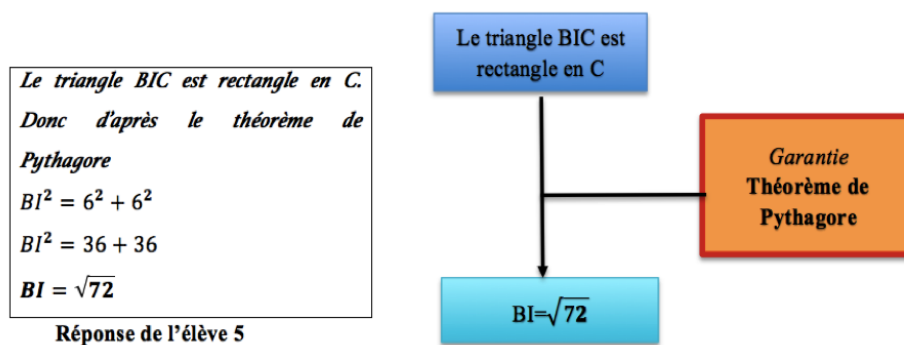 Le triangle BIC est rectangle en C.
Donc d'après le théorème de
Pythagore
BI² = 6² + 6²
BI² = 36 + 36
BI = √72
Réponse de l'élève 5
Le triangle BIC est
rectangle en C
Garantie
Théorème de
Pythagore
BI=√72